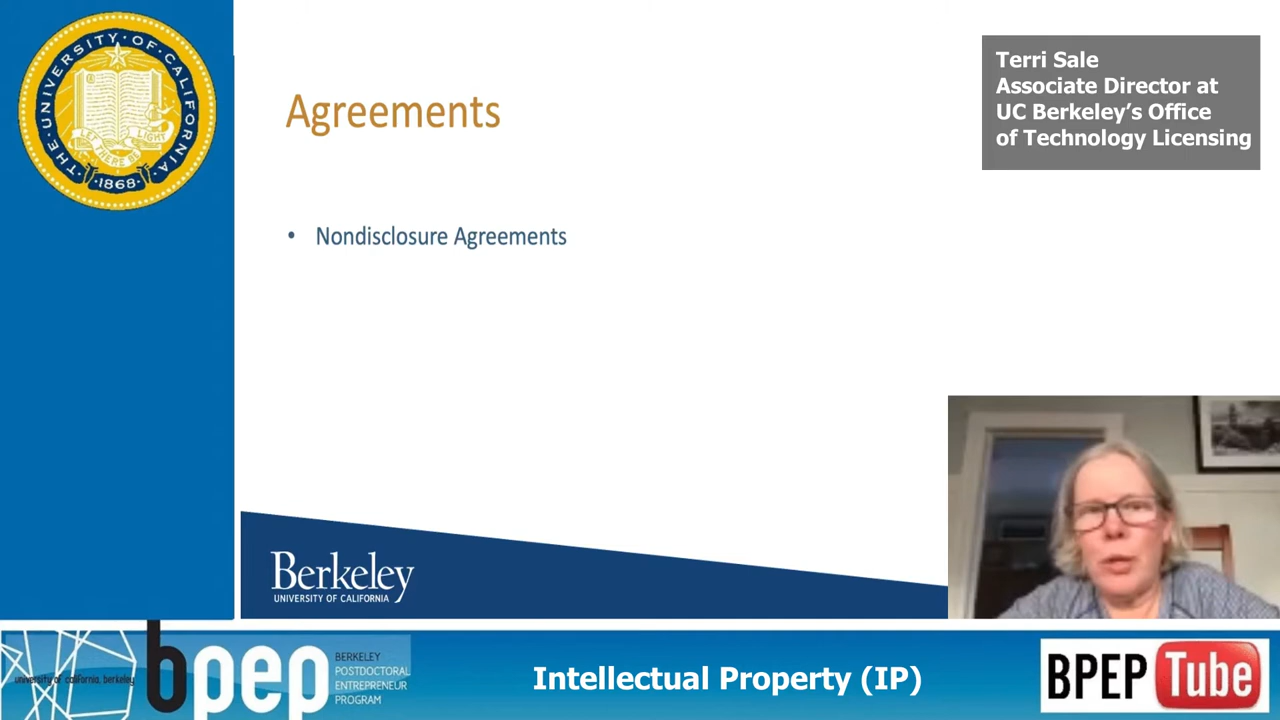 THE·UNIVERSITY·OF·CALIFORNIA
LET THERE BE LIGHT
·1868·
Agreements
Terri Sale
Associate Director at
UC Berkeley’s Office
of Technology Licensing
• Nondisclosure Agreements
Berkeley
UNIVERSITY OF CALIFORNIA
university of california, berkeley
bpep
BERKELEY
POSTDOCTORAL
ENTREPRENEUR
PROGRAM
Intellectual Property (IP)
BPEP Tube